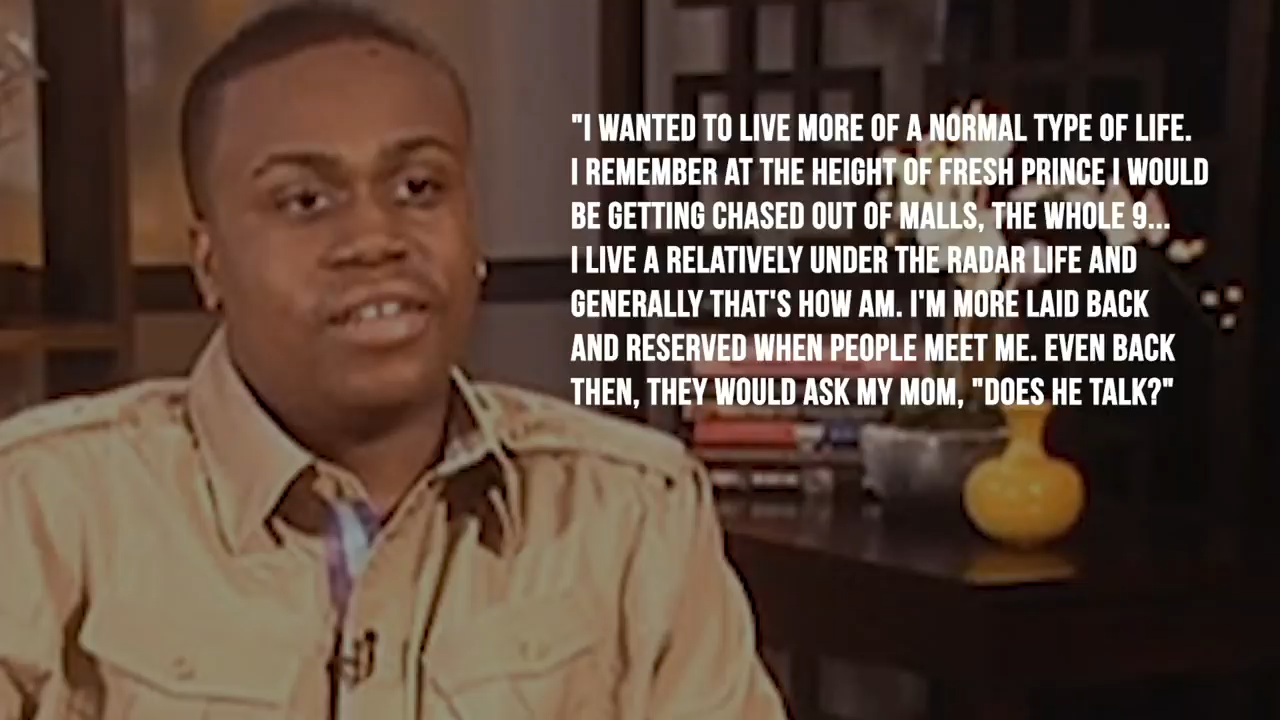 "I WANTED TO LIVE MORE OF A NORMAL TYPE OF LIFE.
I REMEMBER AT THE HEIGHT OF FRESH PRINCE I WOULD
BE GETTING CHASED OUT OF MALLS, THE WHOLE 9...
I LIVE A RELATIVELY UNDER THE RADAR LIFE AND
GENERALLY THAT'S HOW AM. I'M MORE LAID BACK
AND RESERVED WHEN PEOPLE MEET ME. EVEN BACK
THEN, THEY WOULD ASK MY MOM, "DOES HE TALK?"